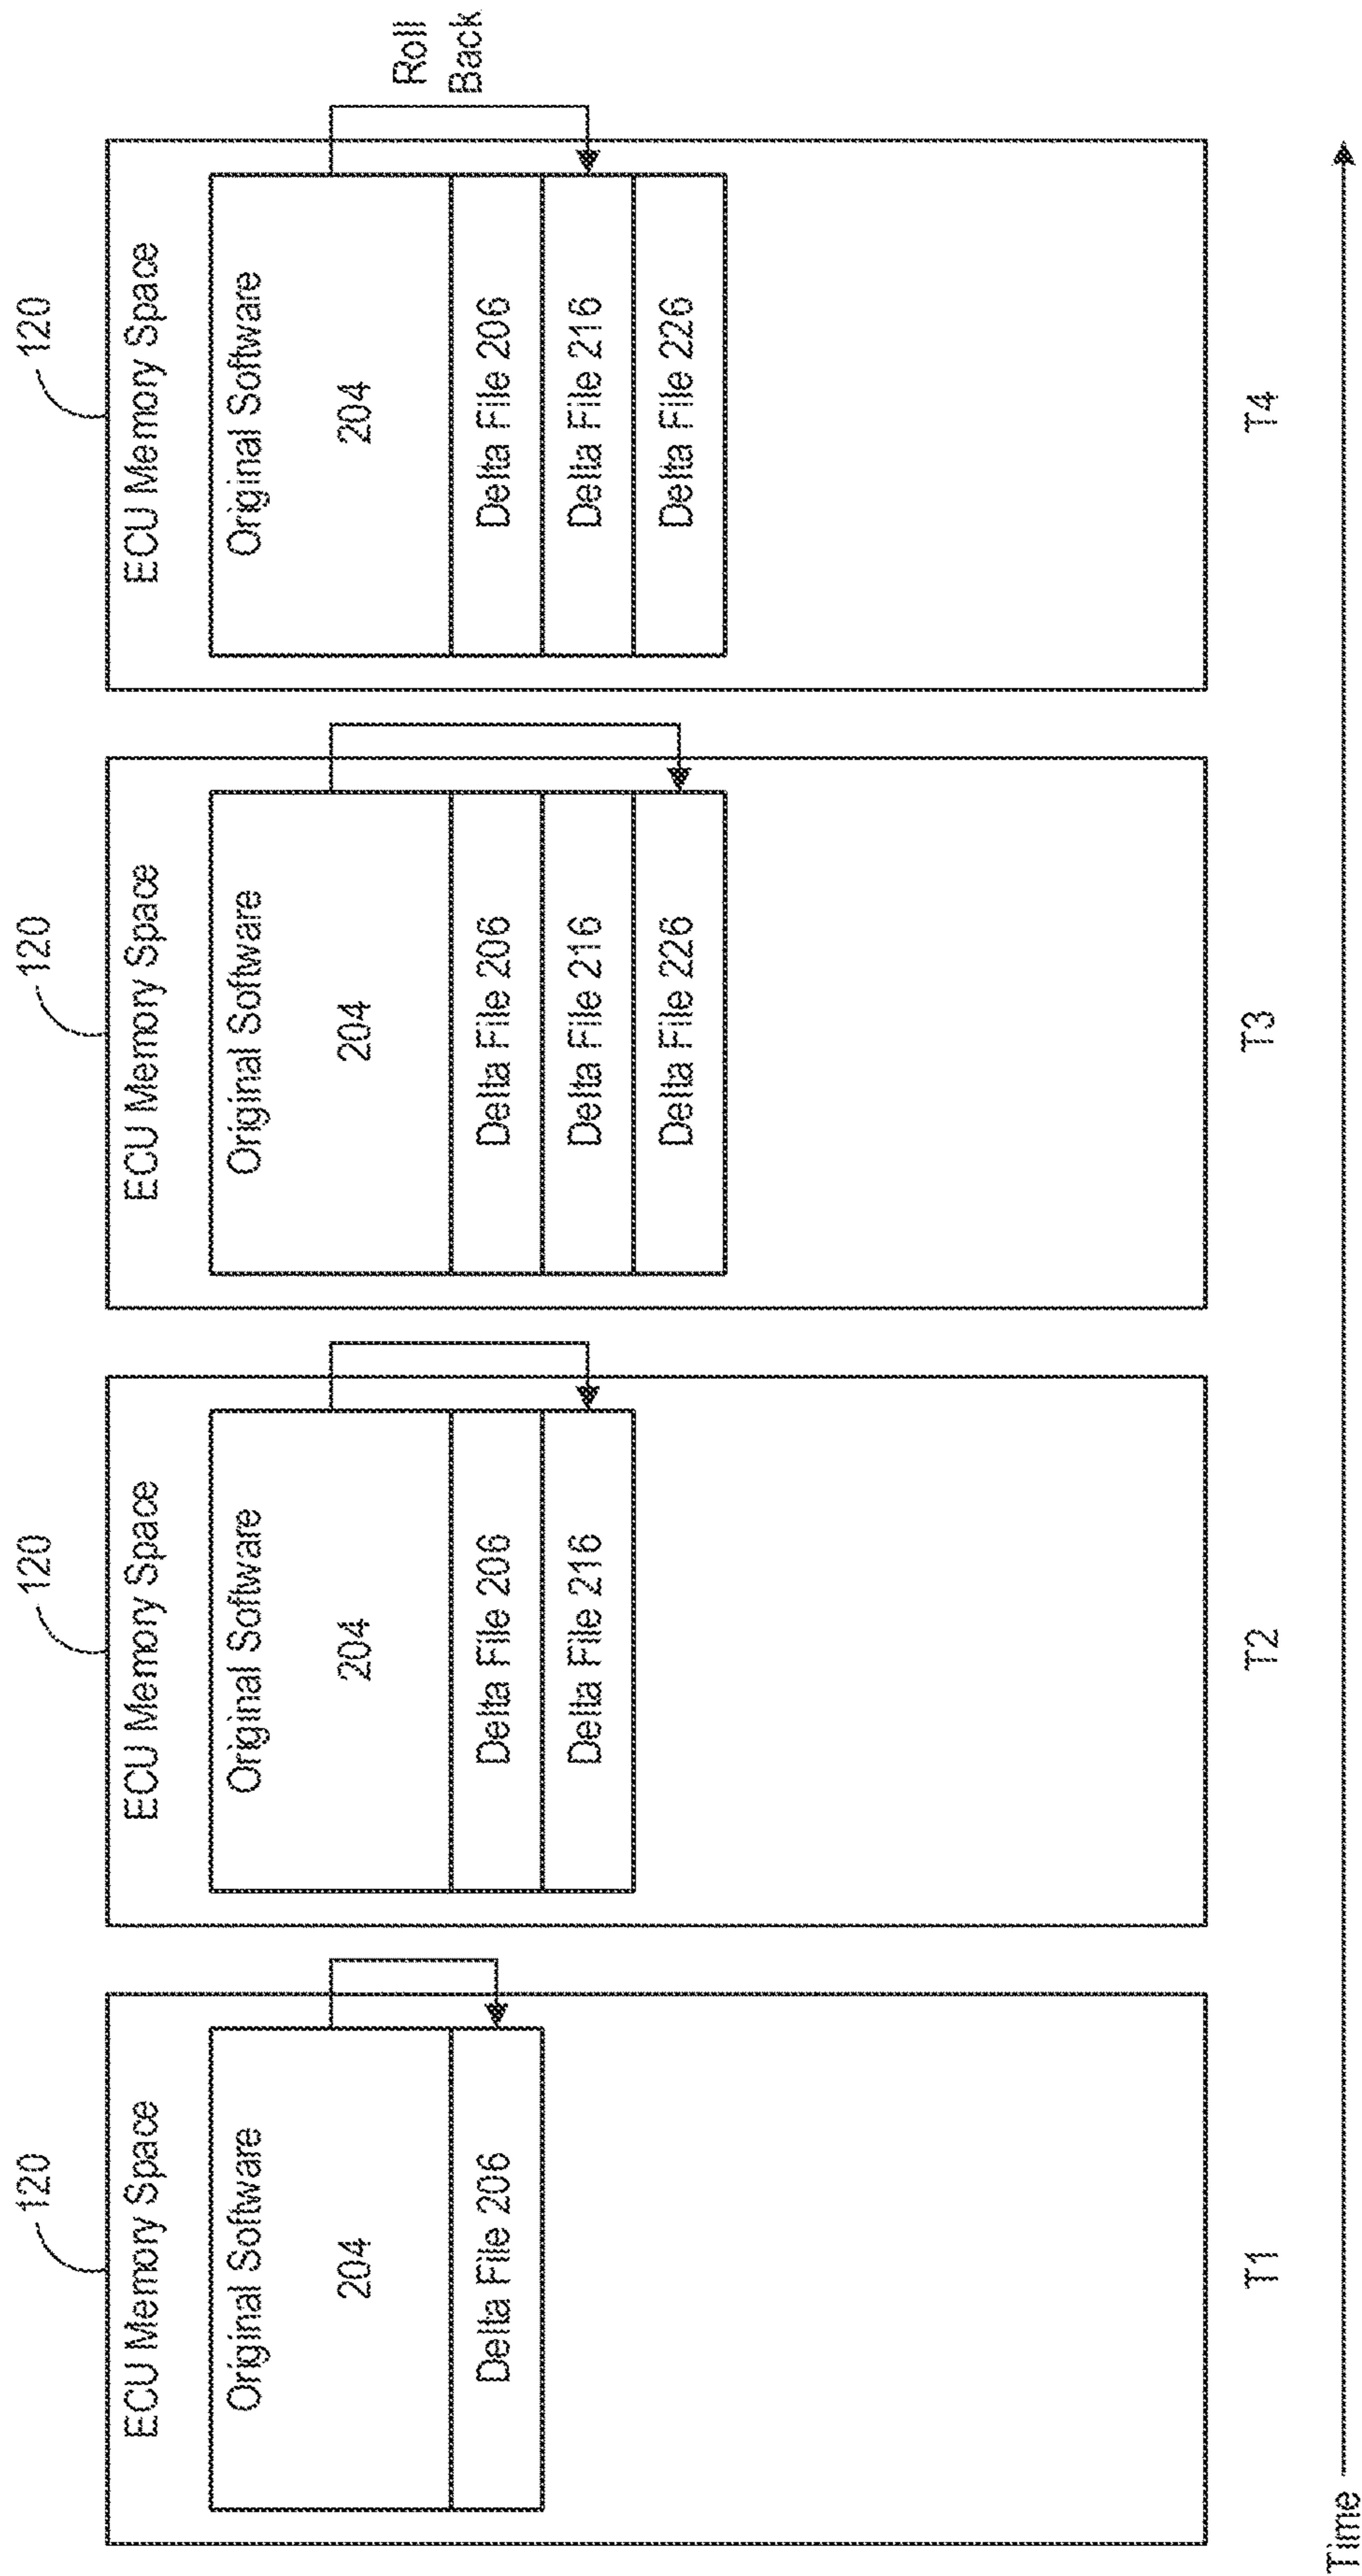 120
ECU Memory Space
Original Software
204
Delta File 206
T1
120
ECU Memory Space
Original Software
204
Delta File 206
Delta File 216
T2
120
ECU Memory Space
Original Software
204
Delta File 206
Delta File 216
Delta File 226
T3
120
ECU Memory Space
Original Software
204
Delta File 206
Delta File 216
Delta File 226
T4
Roll
Back
Time